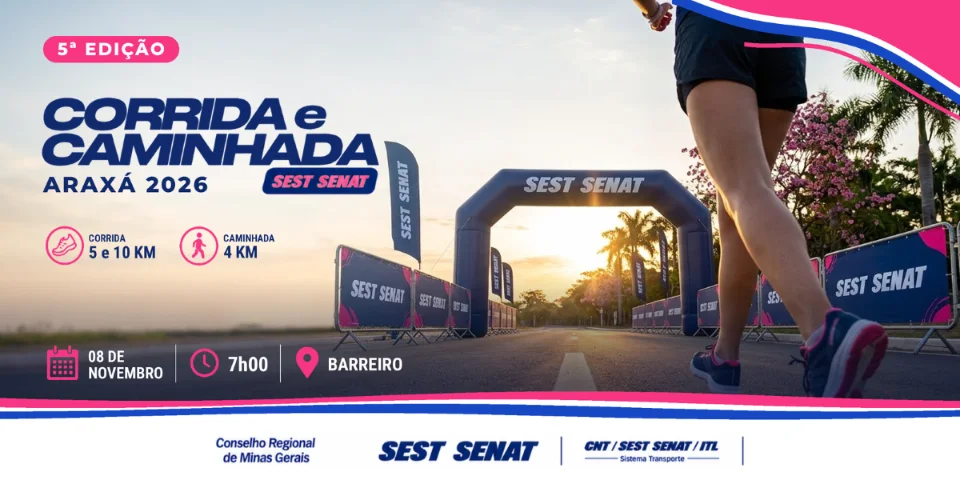 5ª EDIÇÃO
CORRIDA e
CAMINHADA
ARAXÁ 2026
SEST SENAT
CORRIDA
5 e 10 KM
CAMINHADA
4 KM
SEST SENAT
SEST SENAT
SEST SENAT
SEST SENAT
SEST SENAT
SEST SENAT
08 DE
NOVEMBRO
7h00
BARREIRO
Conselho Regional
de Minas Gerais
SEST SENAT
CNT / SEST SENAT / ITL
Sistema Transporte